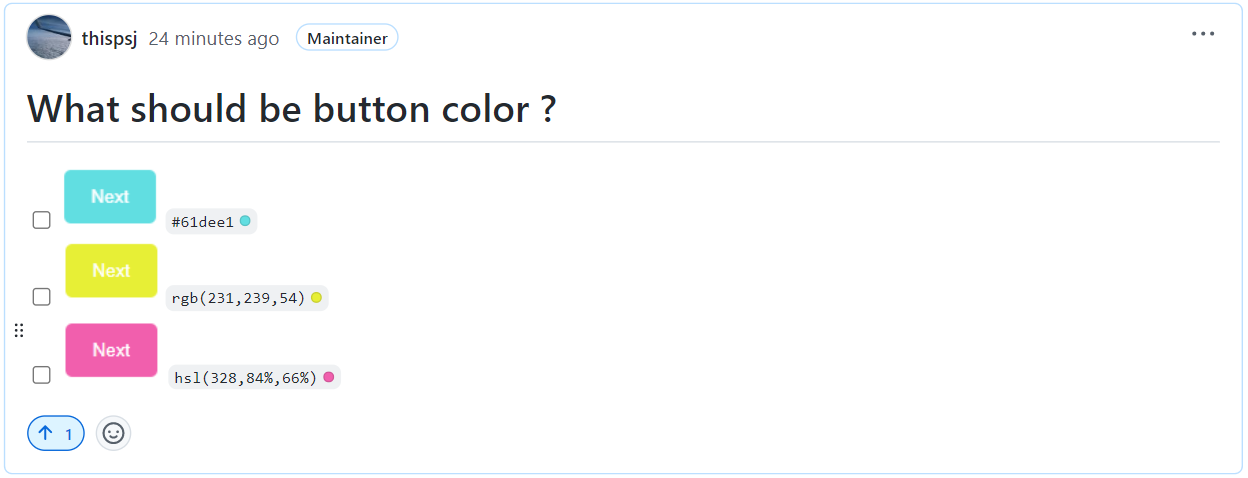 thispsj 24 minutes ago Maintainer
What should be button color ?
Next #61dee1
Next rgb(231,239,54)
Next hsl(328,84%,66%)
1